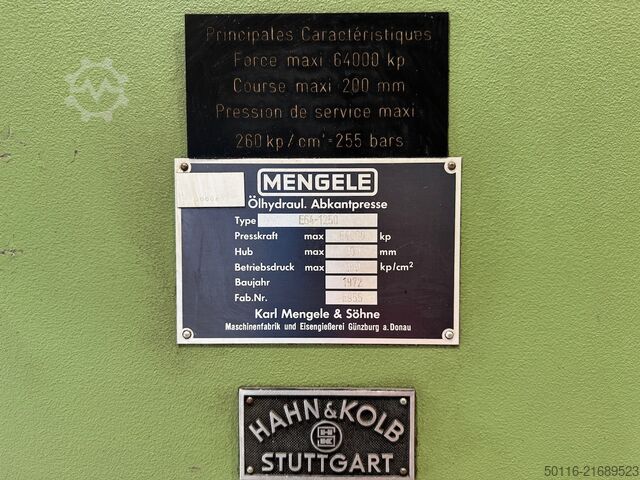 Principales Caractéristiques
Force maxi 64000 kp
Course maxi 200 mm
Pression de service maxi
260 kp/cm²=255 bars
MENGELE
Ölhydraul. Abkantpresse
Type E64-1250
Presskraft max 64000 kp
Hub max mm
Betriebsdruck max kp/cm²
Baujahr 1972
Fab.Nr.
Karl Mengele & Söhne
Maschinenfabrik und Eisengießerei Günzburg a.Donau
HAHN & KOLB
HK
STUTTGART
50116-21689523